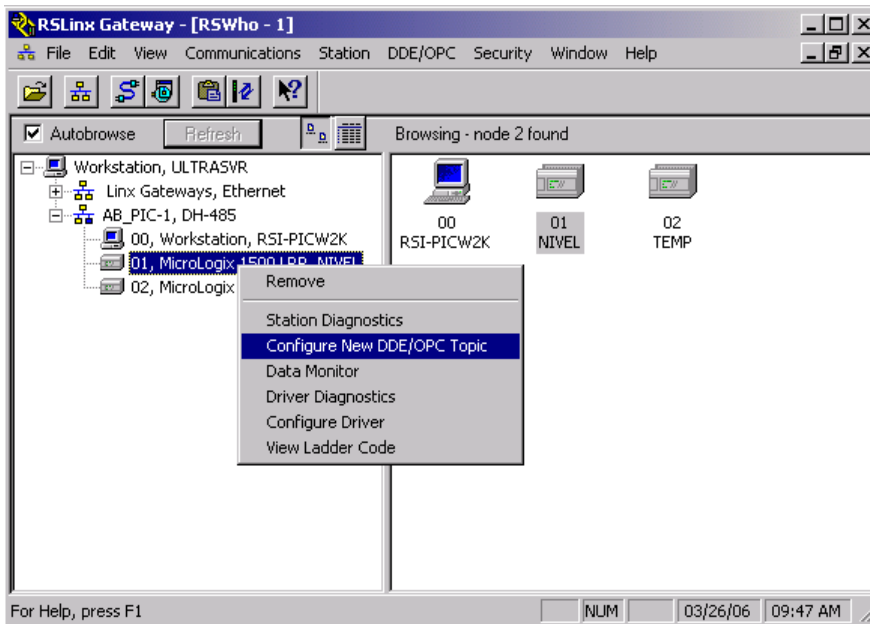 RSLinx Gateway - [RSWho - 1]
File Edit View Communications Station DDE/OPC Security Window Help
Autobrowse Refresh Browsing - node 2 found
Workstation, ULTRASVR
Linx Gateways, Ethernet
AB_PIC-1, DH-485
00, Workstation, RSI-PICW2K
01, MicroLogix 1500 LRP, NIVEL
02, MicroLogix
Remove
Station Diagnostics
Configure New DDE/OPC Topic
Data Monitor
Driver Diagnostics
Configure Driver
View Ladder Code
00
RSI-PICW2K
01
NIVEL
02
TEMP
For Help, press F1 NUM 03/26/06 09:47 AM